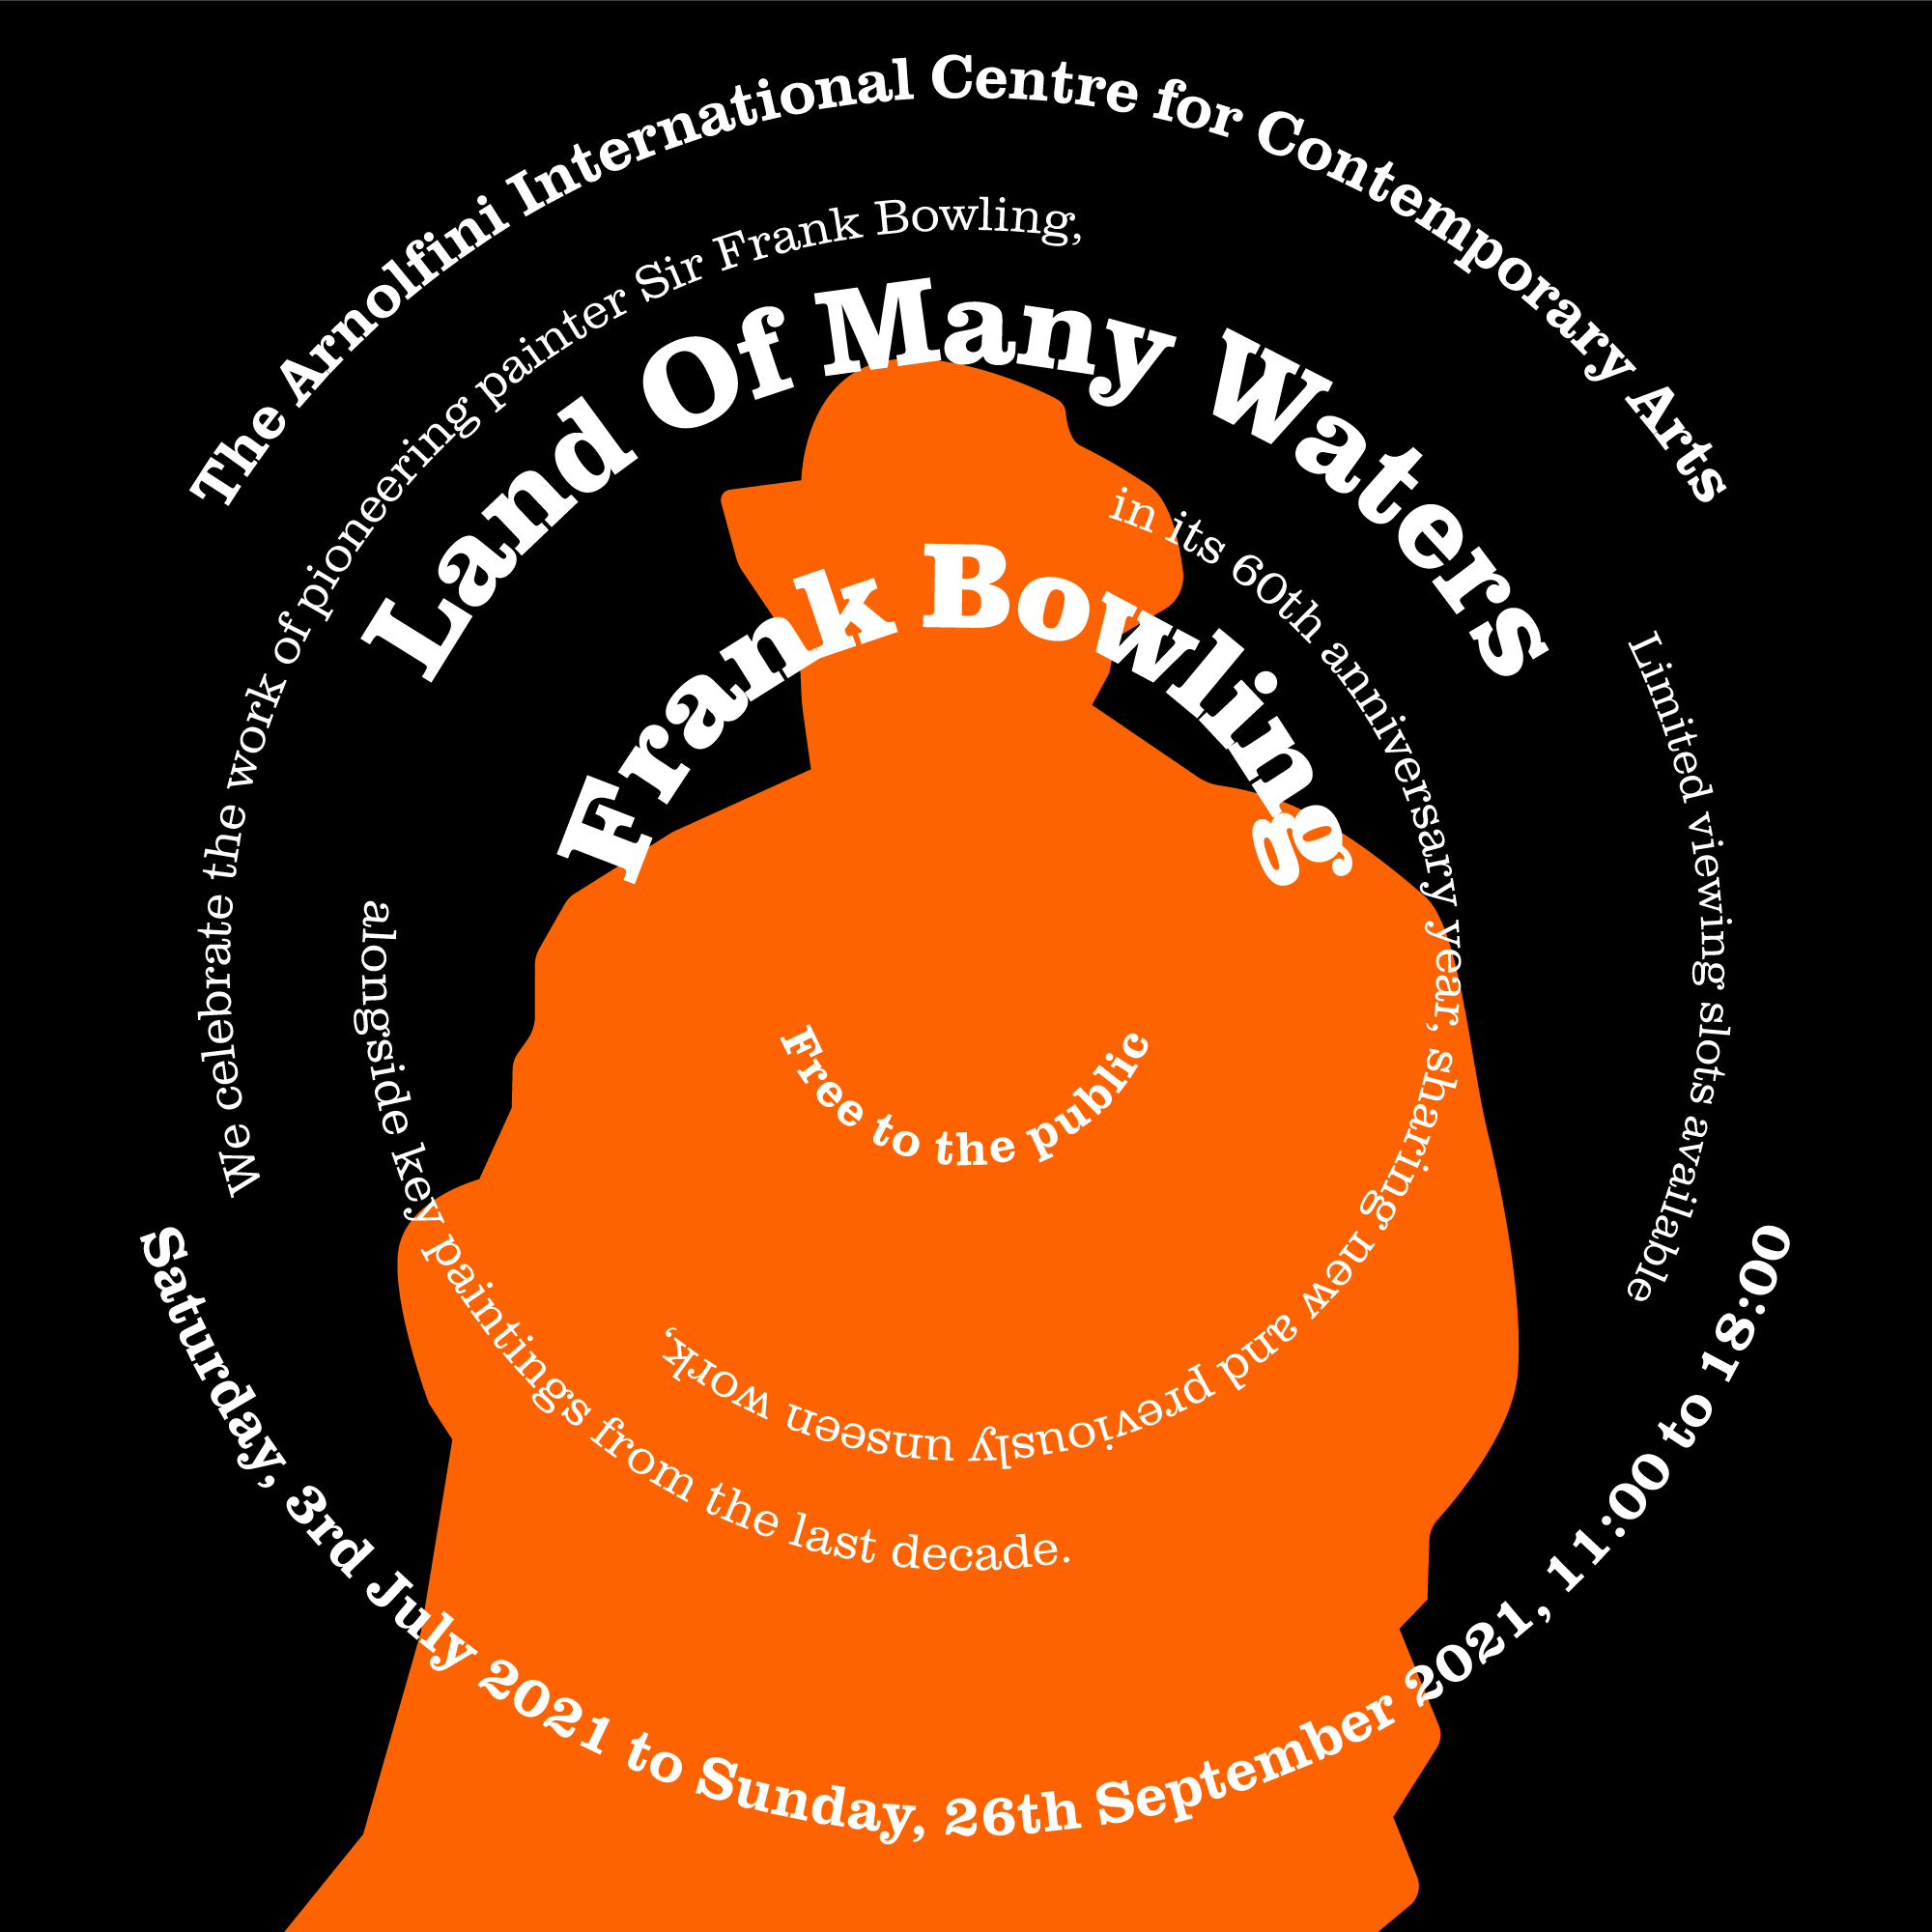 The Arnolfini International Centre for Contemporary Arts
We celebrate the work of pioneering painter Sir Frank Bowling,
Land Of Many Waters
Frank Bowling
in its 60th anniversary year, sharing new and previously unseen work,
alongside key paintings from the last decade.
Limited viewing slots available
Free to the public
Saturday, 3rd July 2021 to Sunday, 26th September 2021, 11:00 to 18:00